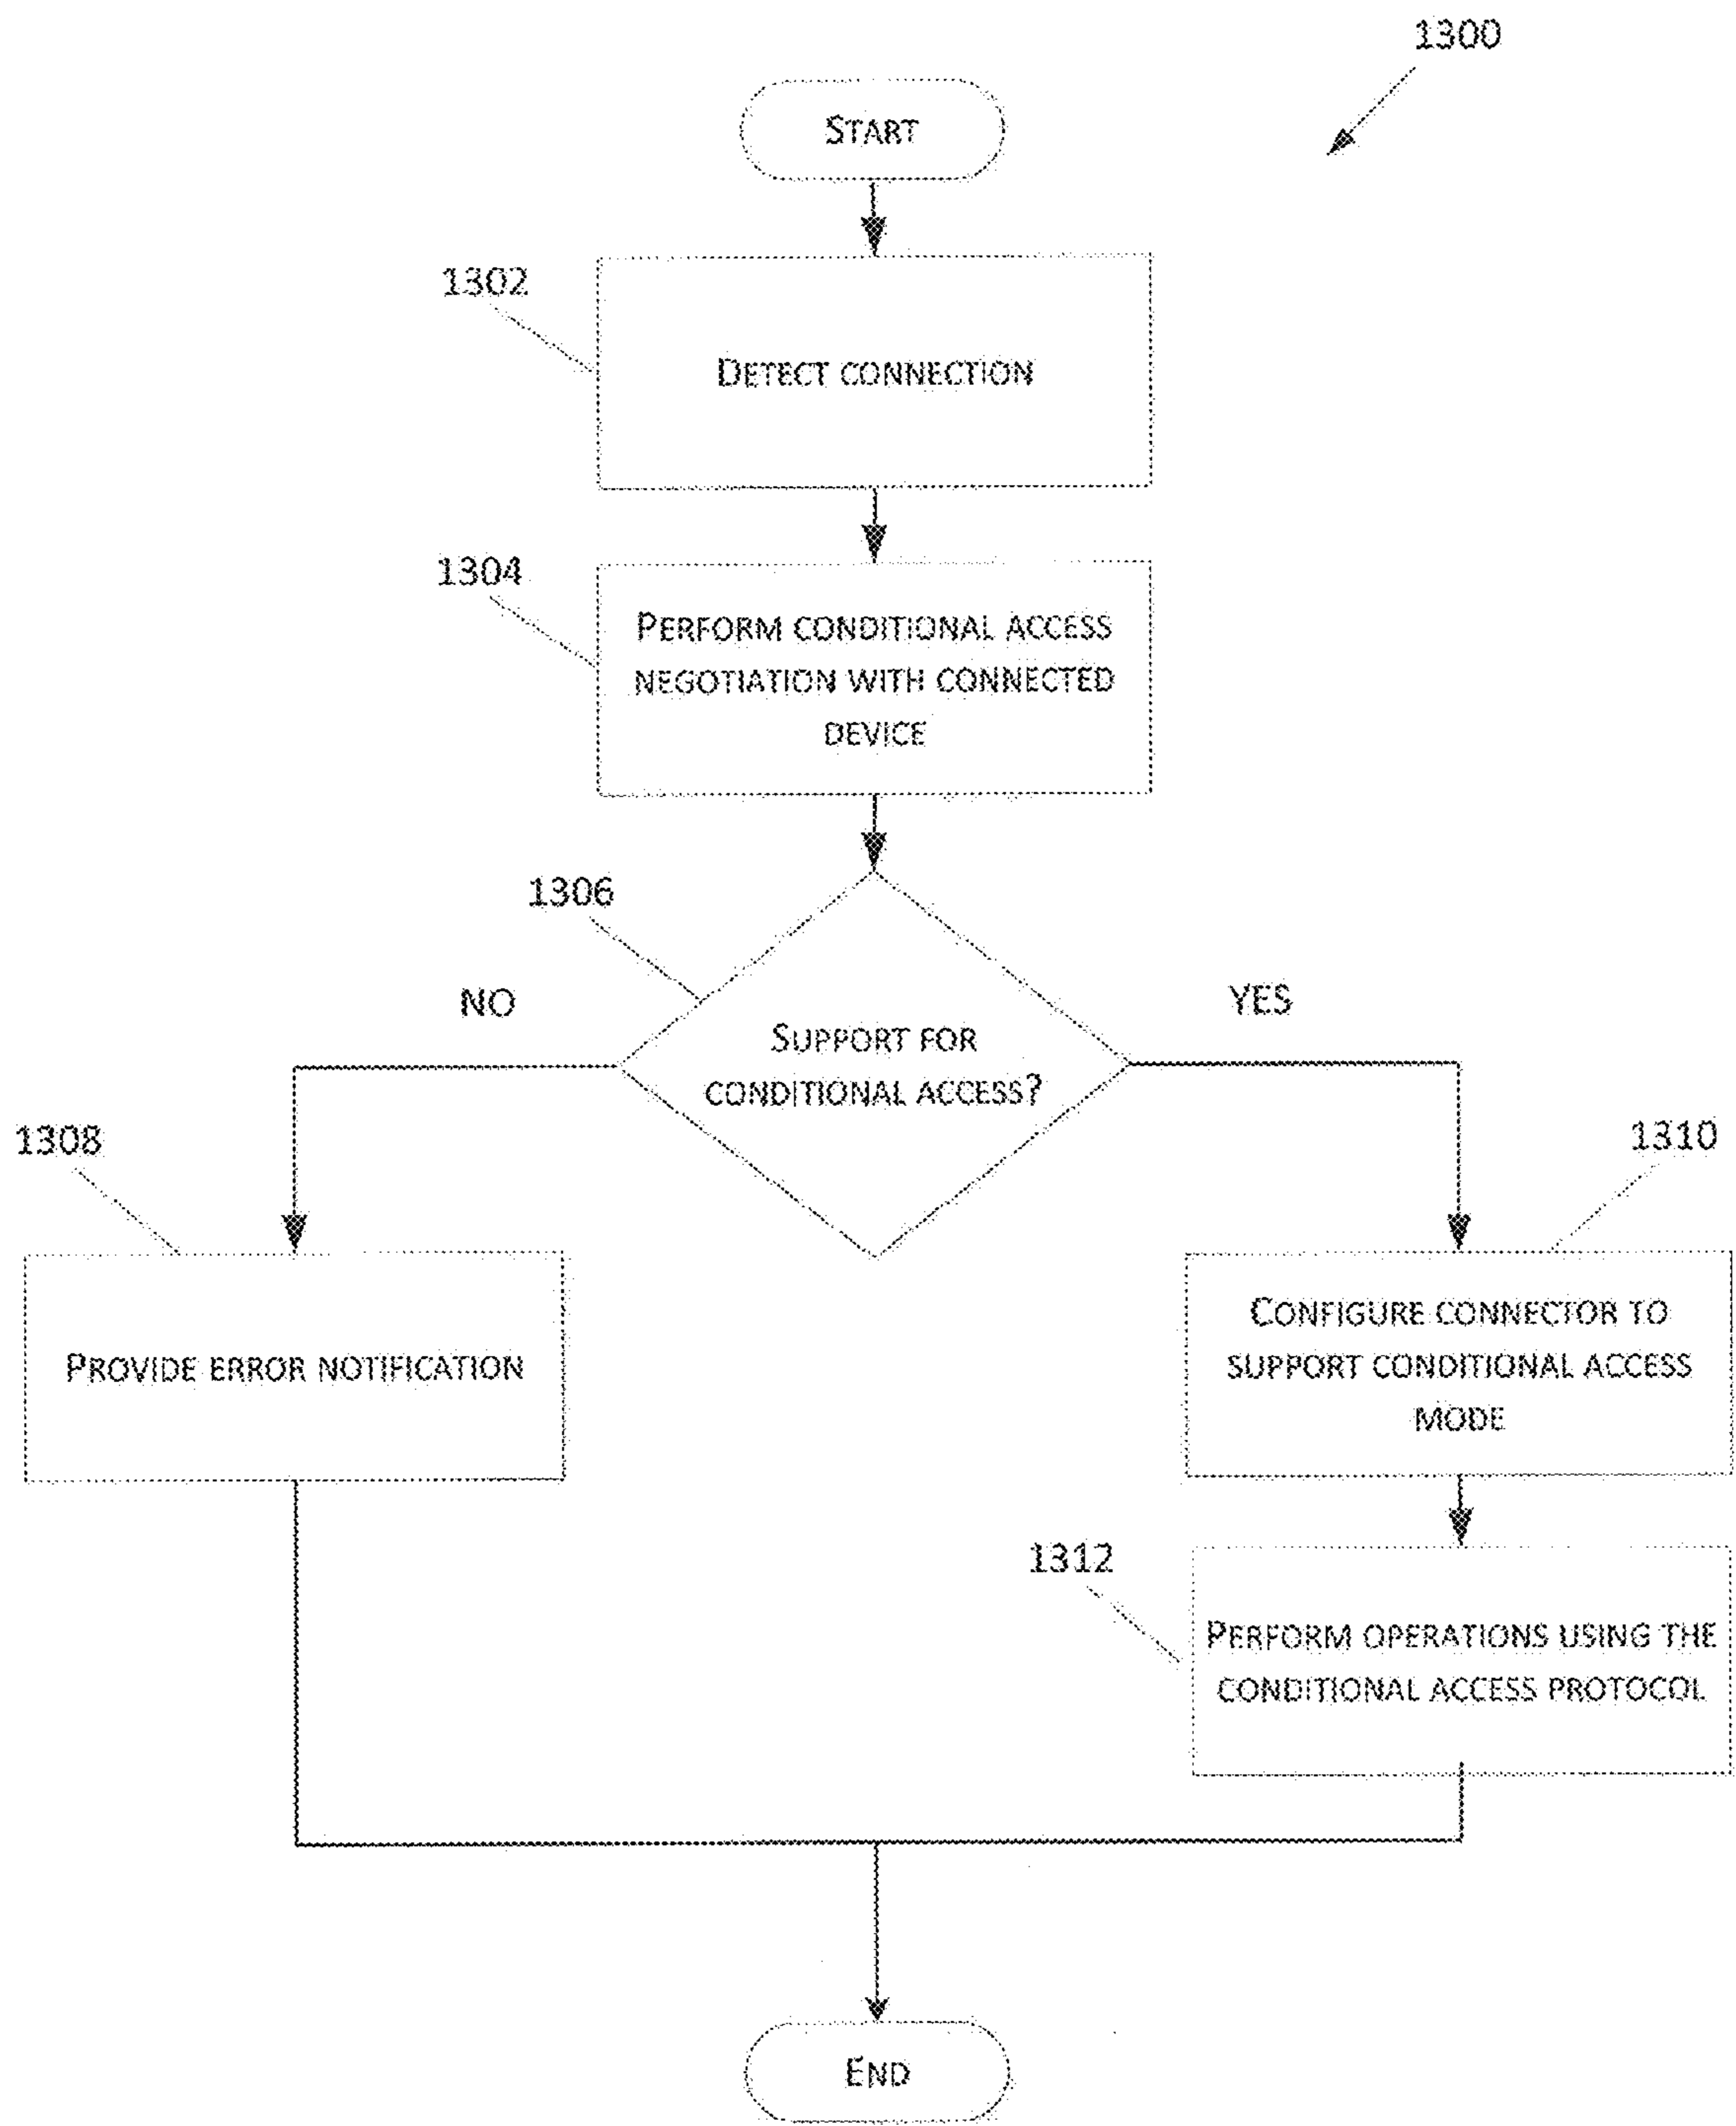 1300
START
1302
DETECT CONNECTION
1304
PERFORM CONDITIONAL ACCESS
NEGOTIATION WITH CONNECTED
DEVICE
1306
NO
YES
SUPPORT FOR
CONDITIONAL ACCESS?
1308
1310
PROVIDE ERROR NOTIFICATION
CONFIGURE CONNECTOR TO
SUPPORT CONDITIONAL ACCESS
MODE
1312
PERFORM OPERATIONS USING THE
CONDITIONAL ACCESS PROTOCOL
END